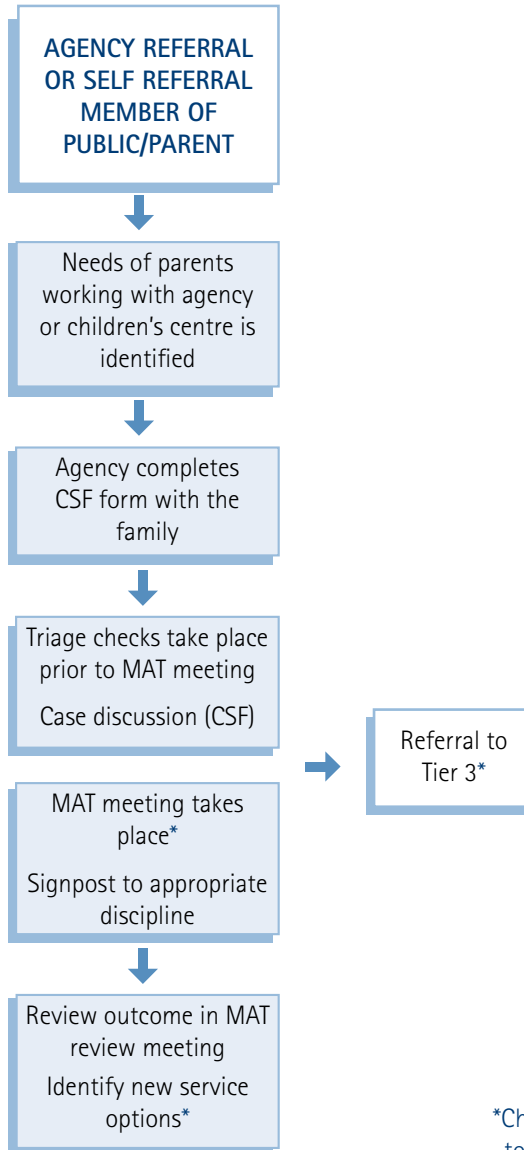 AGENCY REFERRAL
OR SELF REFERRAL
MEMBER OF
PUBLIC/PARENT
Needs of parents
working with agency
or children's centre is
identified
Agency completes
CSF form with the
family
Triage checks take place
prior to MAT meeting
Case discussion (CSF)
Referral to
Tier 3*
MAT meeting takes
place*
Signpost to appropriate
discipline
Review outcome in MAT
review meeting
Identify new service
options*